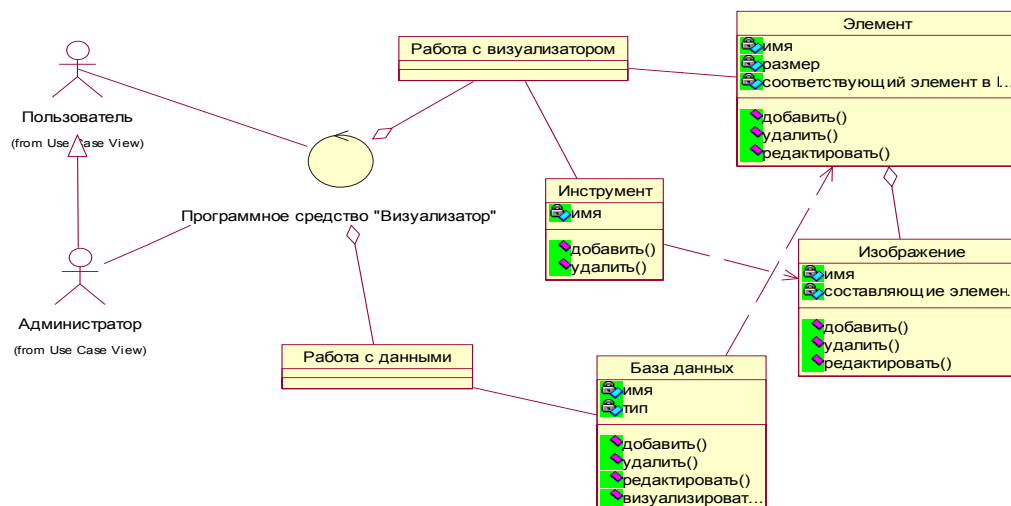 Пользователь
(from Use Case View)
Администратор
(from Use Case View)
Программное средство "Визуализатор"
Работа с визуализатором
Элемент
имя
размер
соответствующий элемент в I...
добавить()
удалить()
редактировать()
Инструмент
имя
добавить()
удалить()
Изображение
имя
составляющие элемен...
добавить()
удалить()
редактировать()
Работа с данными
База данных
имя
тип
добавить()
удалить()
редактировать()
визуализироват...